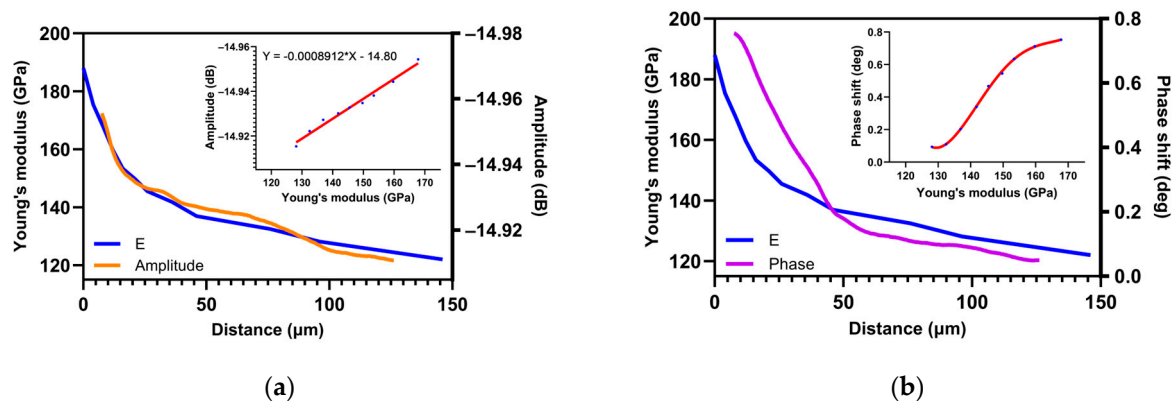 200
180
160
140
120
Young's modulus (GPa)
0
50
100
150
Distance (µm)
−14.98
−14.96
−14.94
−14.92
Amplitude (dB)
E
Amplitude
Y = -0.0008912*X - 14.80
−14.96
−14.94
−14.92
Amplitude (dB)
120 130 140 150 160 170
Young's modulus (GPa)
(a)
200
180
160
140
120
Young's modulus (GPa)
0
50
100
150
Distance (µm)
0.8
0.6
0.4
0.2
0.0
Phase shift (deg)
E
Phase
0.8
0.6
0.4
0.2
0.0
Phase shift (deg)
120 130 140 150 160 170
Young's modulus (GPa)
(b)